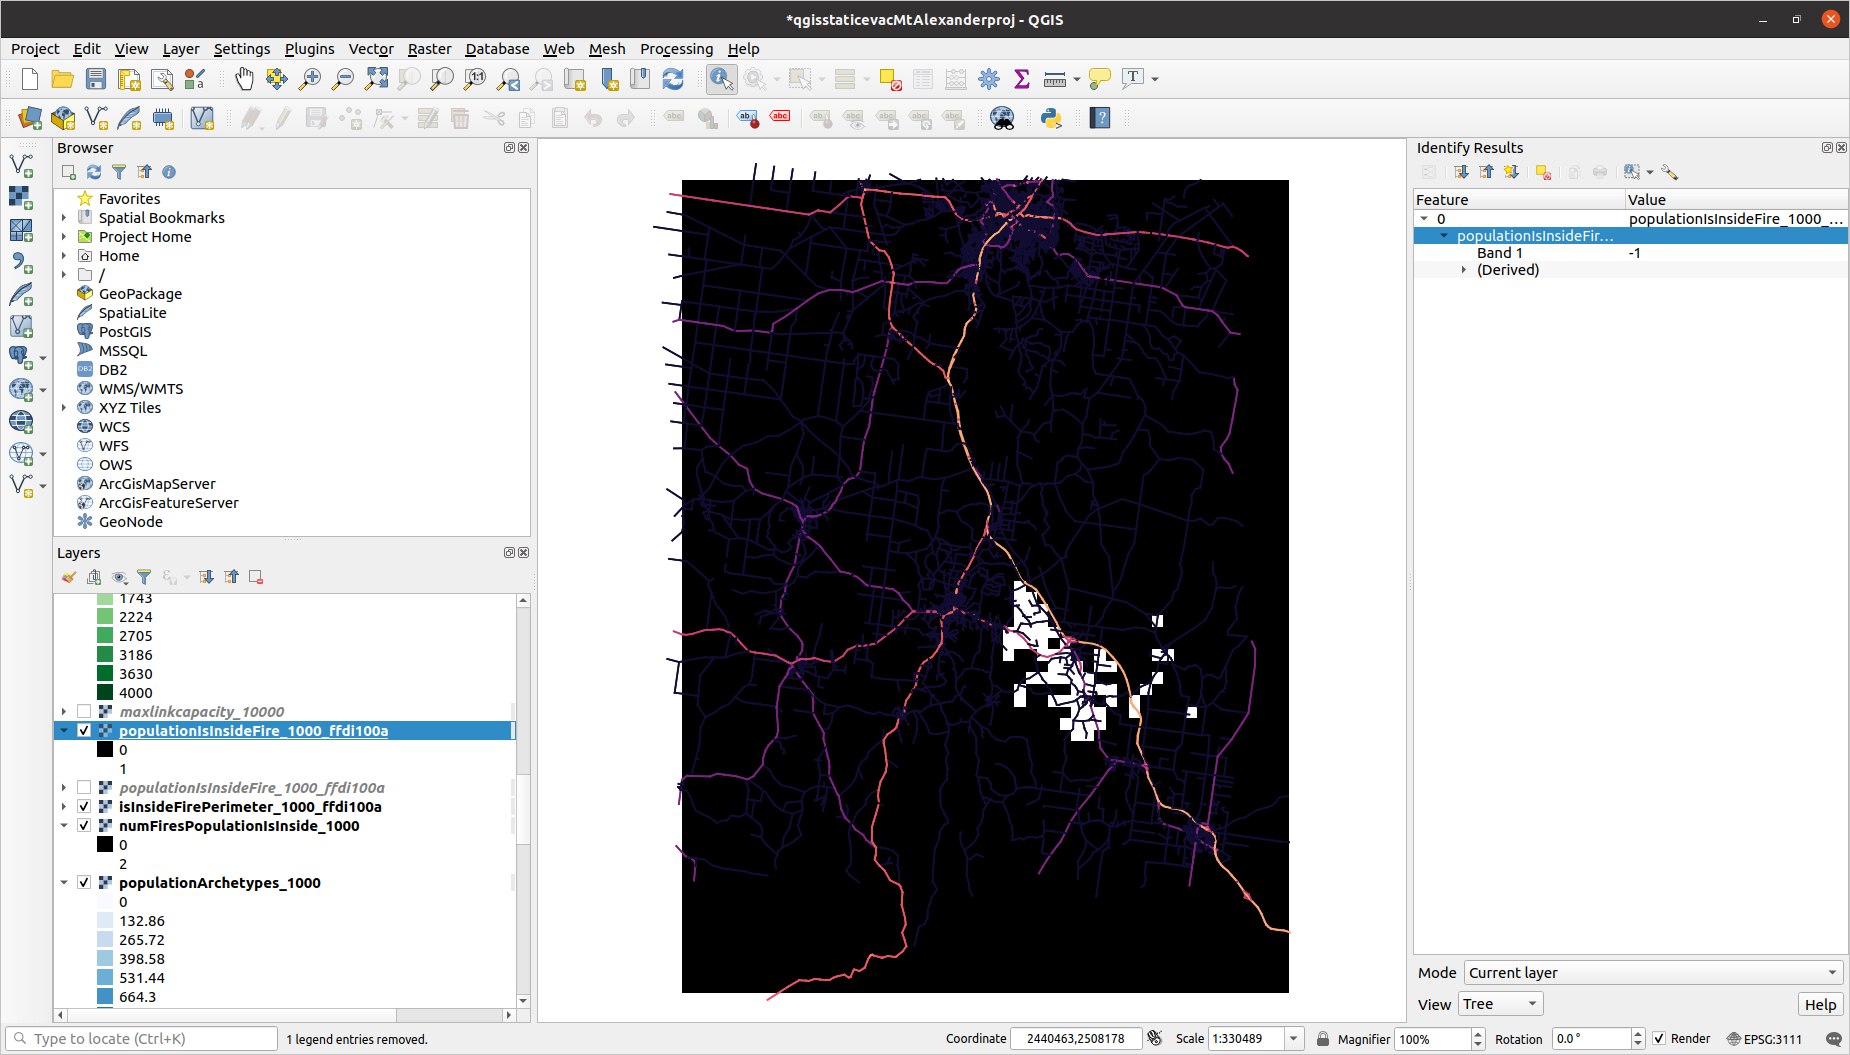 *qgisstaticevacMtAlexanderproj - QGIS
Project Edit View Layer Settings Plugins Vector Raster Database Web Mesh Processing Help
Browser
Favorites
Spatial Bookmarks
Project Home
Home
/
GeoPackage
SpatiaLite
PostGIS
MSSQL
DB2
WMS/WMTS
XYZ Tiles
WCS
WFS
OWS
ArcGisMapServer
ArcGisFeatureServer
GeoNode
Layers
1743
2224
2705
3186
3630
4000
maxlinkcapacity_10000
populationIsInsideFire_1000_ffdi100a
0
1
populationIsInsideFire_1000_ffdi100a
isInsideFirePerimeter_1000_ffdi100a
numFiresPopulationIsInside_1000
0
2
populationArchetypes_1000
0
132.86
265.72
398.58
531.44
664.3
Identify Results
Feature Value
0 populationIsInsideFire_1000_...
populationIsInsideFir...
Band 1 -1
(Derived)
Mode Current layer
View Tree Help
Type to locate (Ctrl+K) 1 legend entries removed. Coordinate 2440463,2508178 Scale 1:330489 Magnifier 100% Rotation 0.0 ° Render EPSG:3111